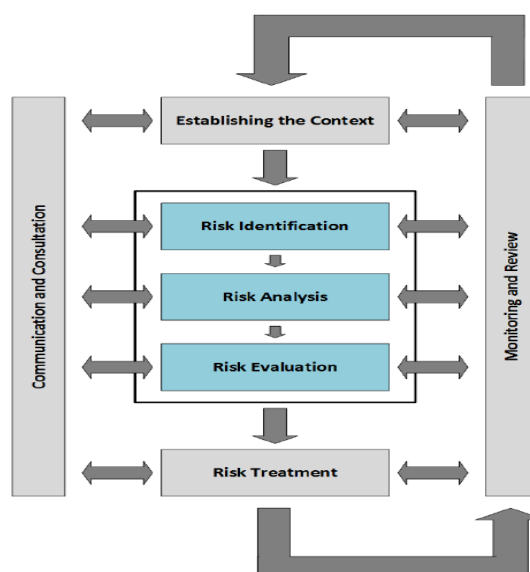 Establishing the Context
Communication and Consultation
Risk Identification
Risk Analysis
Risk Evaluation
Monitoring and Review
Risk Treatment